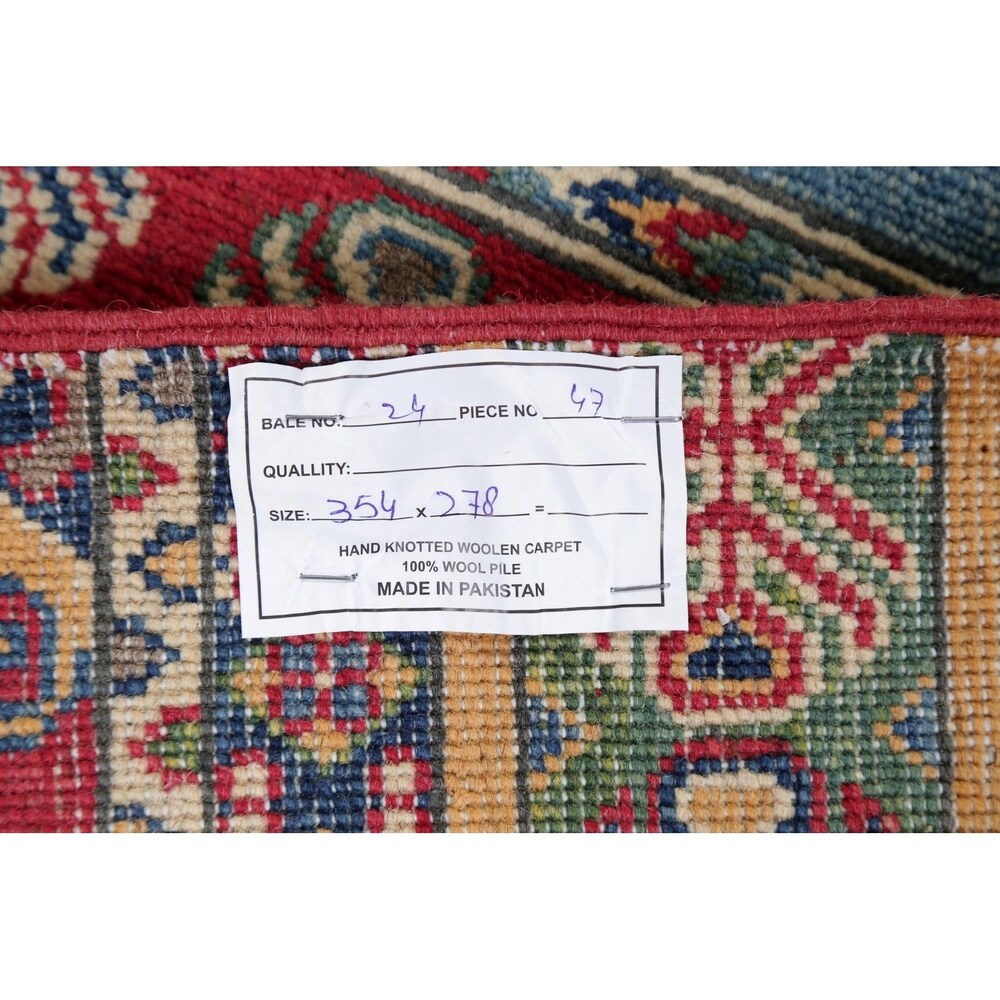 BALE NO: 24 PIECE NO 47
QUALLITY:
SIZE: 354 x 278 =
HAND KNOTTED WOOLEN CARPET
100% WOOL PILE
MADE IN PAKISTAN